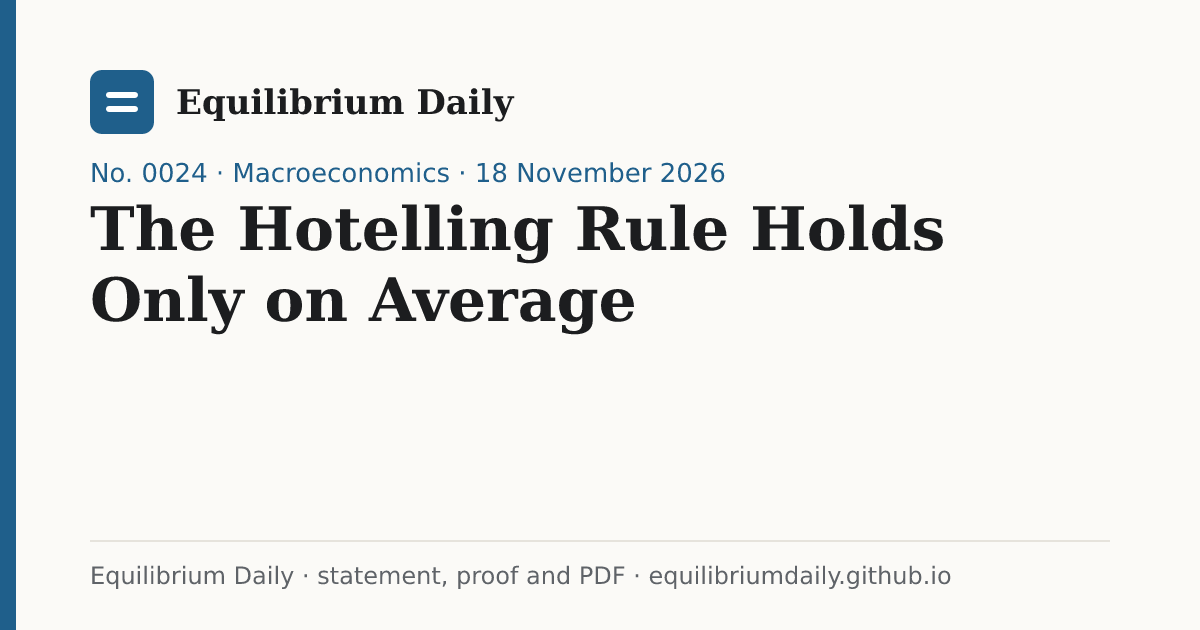 Equilibrium Daily
No. 0024 · Macroeconomics · 18 November 2026
The Hotelling Rule Holds
Only on Average
Equilibrium Daily · statement, proof and PDF · equilibriumdaily.github.io